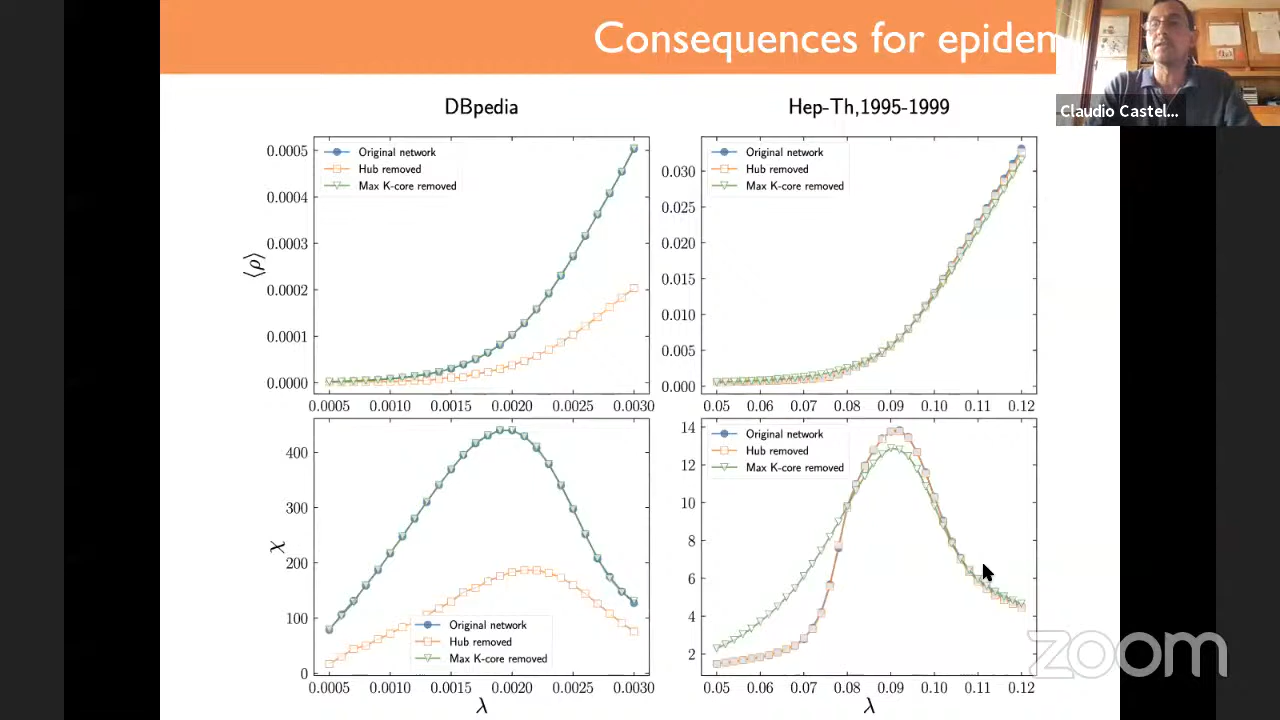 Consequences for epidem
Claudio Castel...
DBpedia
Hep-Th,1995-1999
Original network
Hub removed
Max K-core removed
0.0005
0.0004
0.0003
0.0002
0.0001
0.0000
⟨ρ⟩
0.0005 0.0010 0.0015 0.0020 0.0025 0.0030
Original network
Hub removed
Max K-core removed
0.030
0.025
0.020
0.015
0.010
0.005
0.000
0.05 0.06 0.07 0.08 0.09 0.10 0.11 0.12
400
300
200
100
0
χ
Original network
Hub removed
Max K-core removed
0.0005 0.0010 0.0015 0.0020 0.0025 0.0030
λ
Original network
Hub removed
Max K-core removed
14
12
10
8
6
4
2
0.05 0.06 0.07 0.08 0.09 0.10 0.11 0.12
λ
zoom